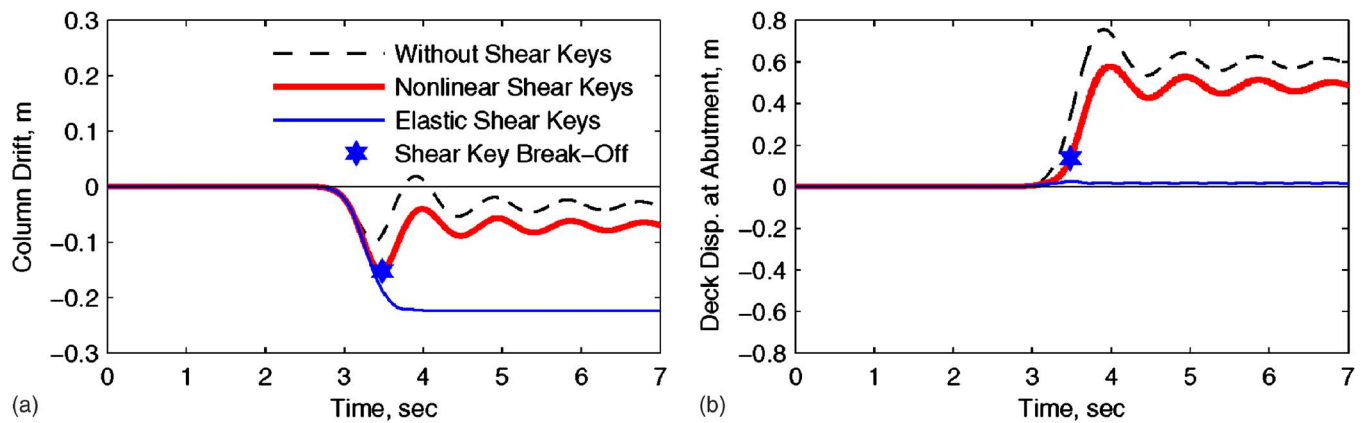 0.3
0.2
0.1
0
−0.1
−0.2
−0.3
Column Drift, m
Without Shear Keys
Nonlinear Shear Keys
Elastic Shear Keys
Shear Key Break−Off
0 1 2 3 4 5 6 7
Time, sec
(a)
0.8
0.6
0.4
0.2
0
−0.2
−0.4
−0.6
−0.8
Deck Disp. at Abutment, m
0 1 2 3 4 5 6 7
Time, sec
(b)